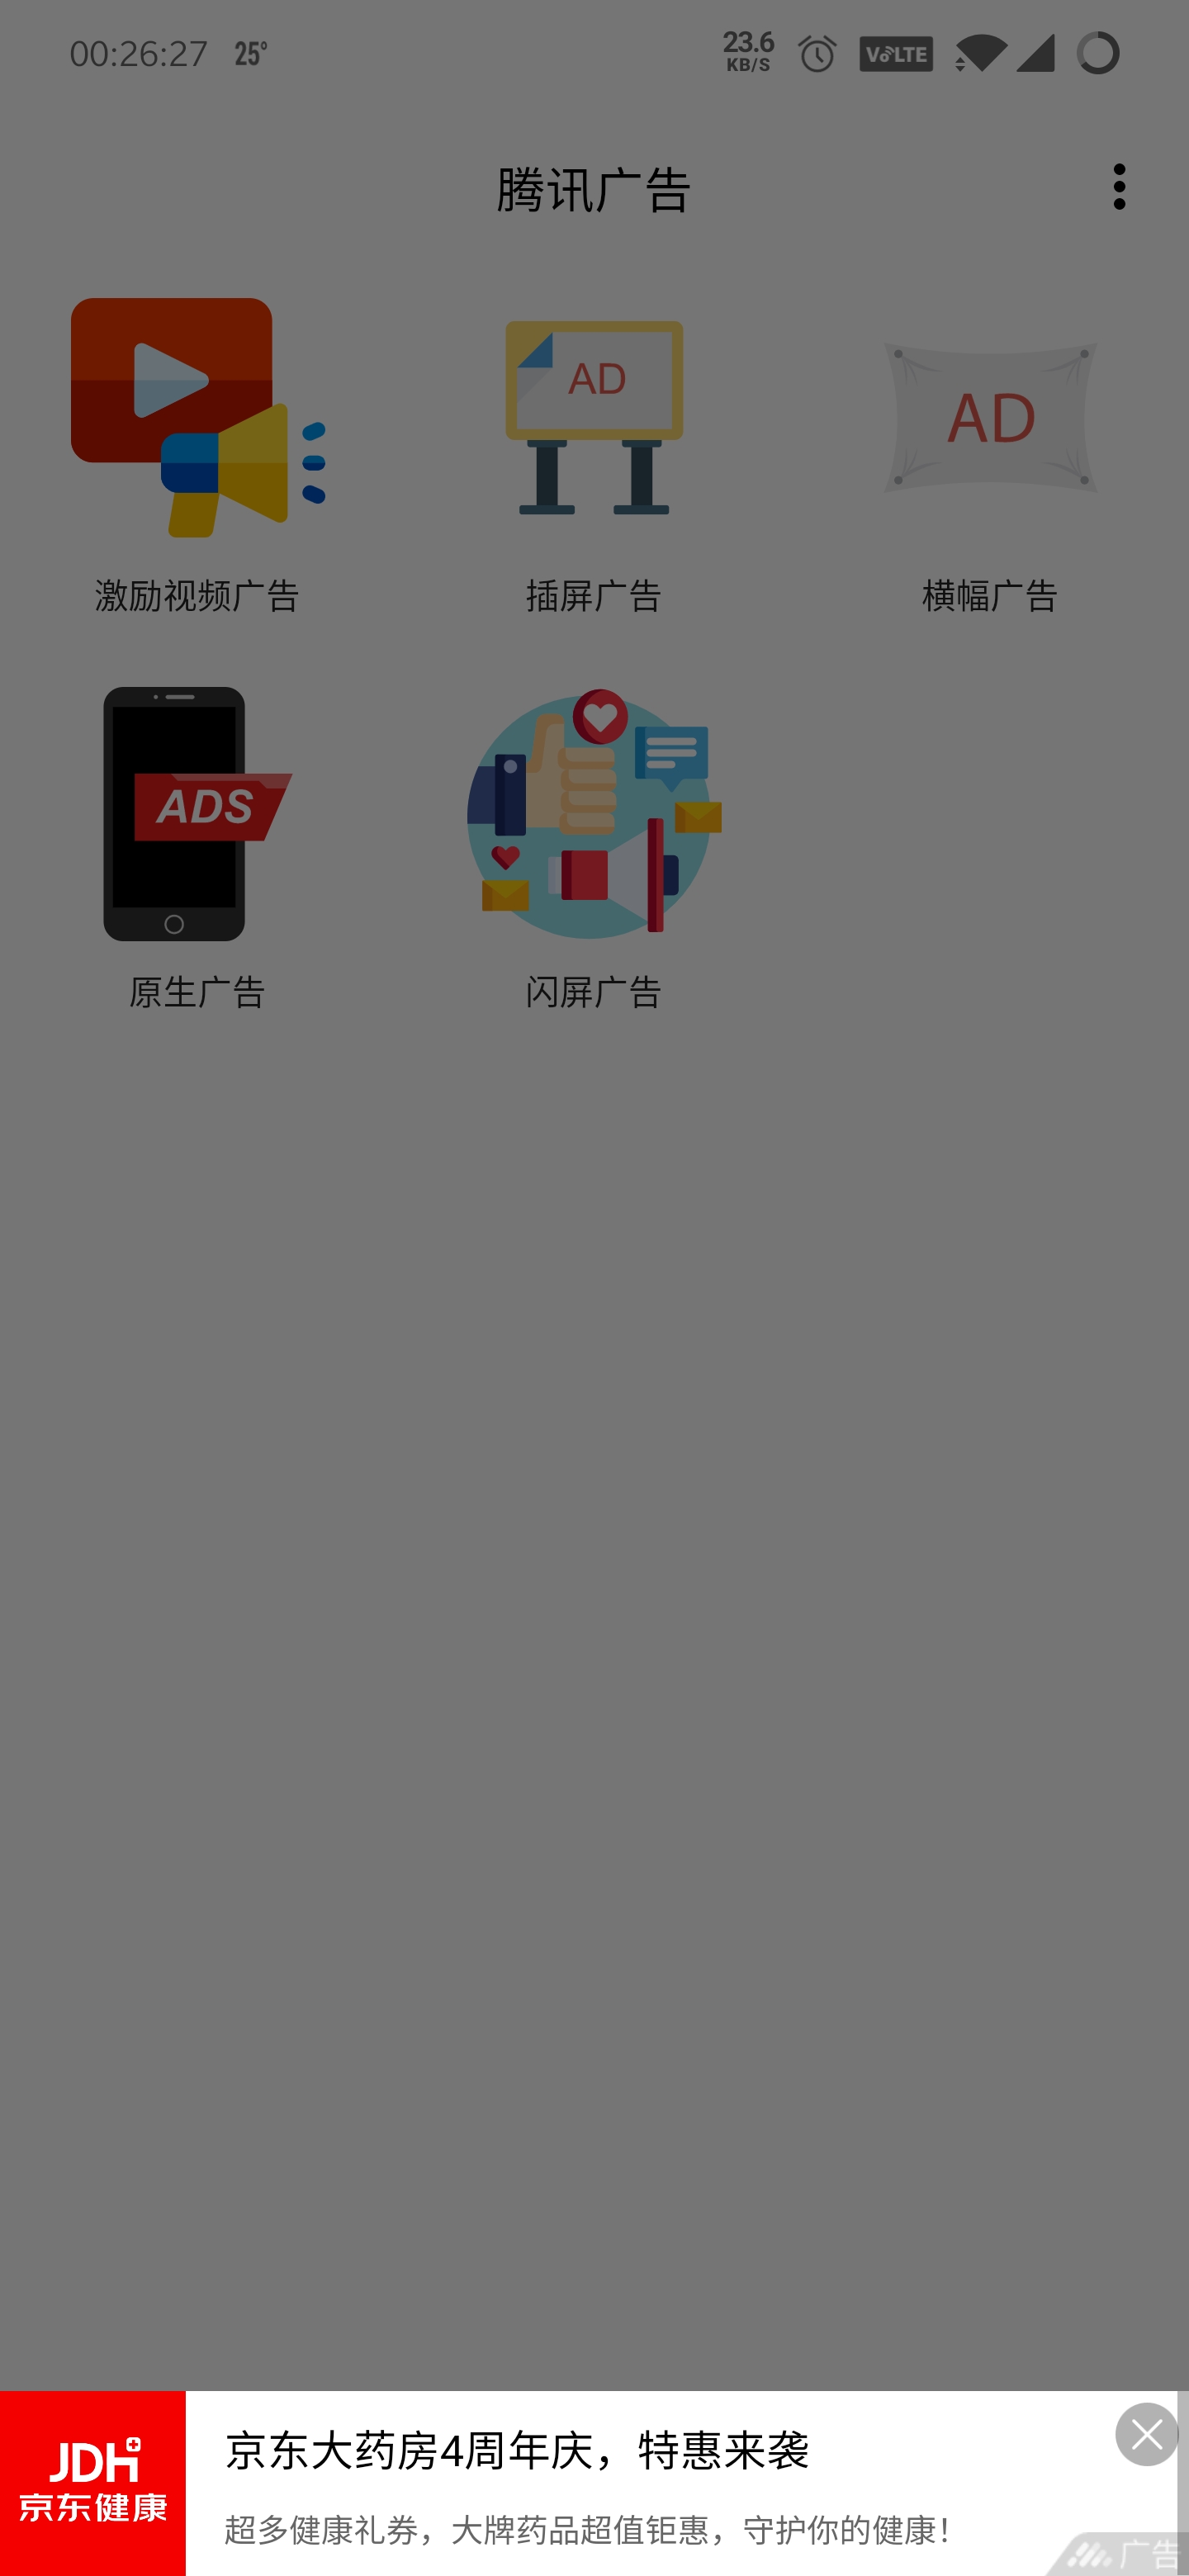 00:26:27 25° 23.6 KB/S VoLTE
腾讯广告
AD
AD
激励视频广告 插屏广告 横幅广告
ADS
原生广告 闪屏广告
京东大药房4周年庆，特惠来袭
JDH
京东健康
超多健康礼券，大牌药品超值钜惠，守护你的健康！
广告